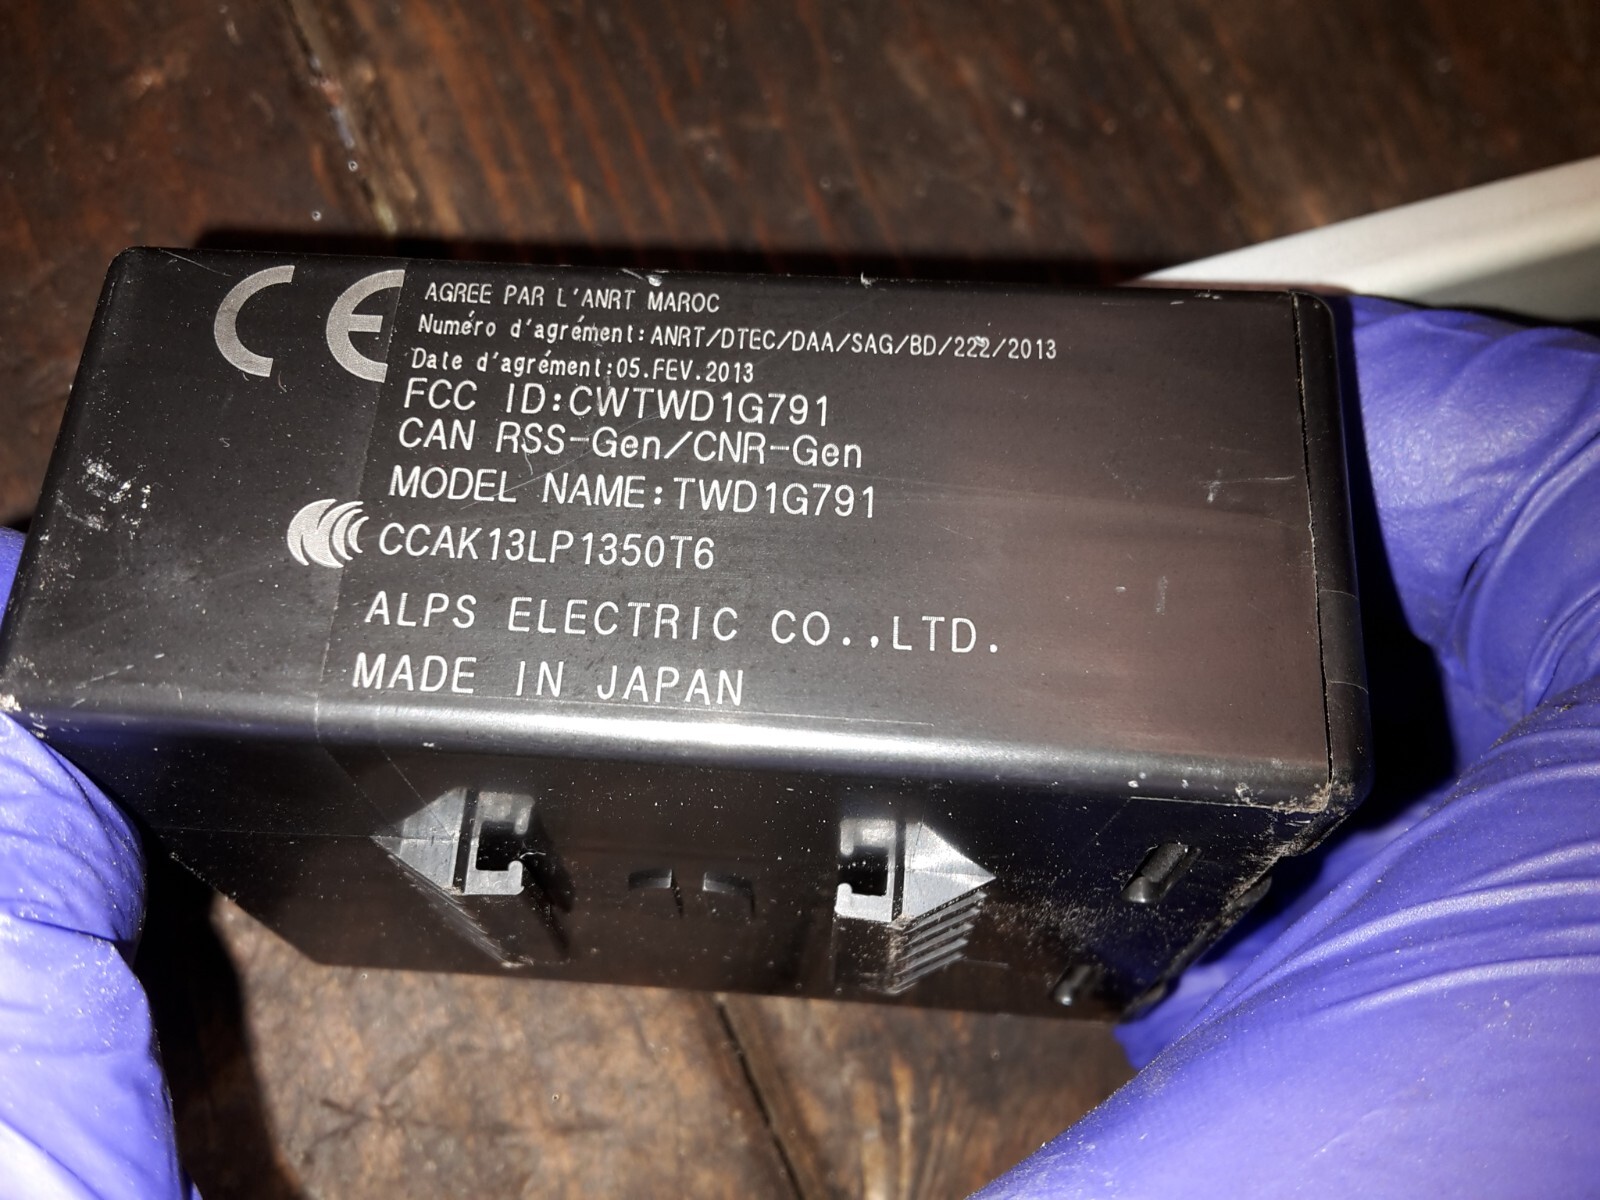 CE
AGREE PAR L'ANRT MAROC
Numéro d'agrément:ANRT/DTEC/DAA/SAG/BD/222/2013
Date d'agrément:05.FEV.2013
FCC ID:CWTWD1G791
CAN RSS-Gen/CNR-Gen
MODEL NAME:TWD1G791
CCAK13LP1350T6
ALPS ELECTRIC CO.,LTD.
MADE IN JAPAN